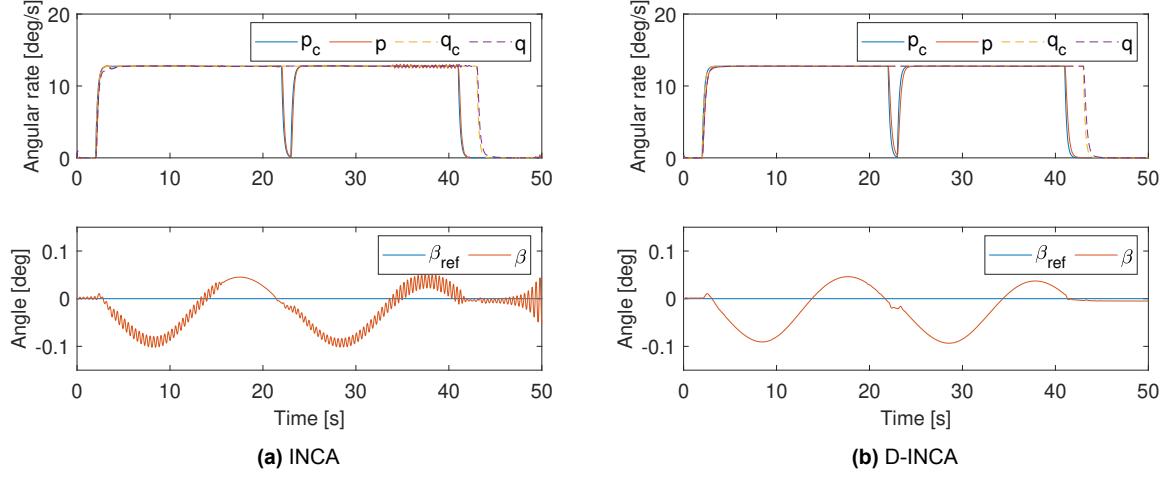 20
10
0
Angular rate [deg/s]
p_c p q_c q
0 10 20 30 40 50
0.1
0
-0.1
Angle [deg]
β_ref β
0 10 20 30 40 50
Time [s]
(a) INCA
20
10
0
Angular rate [deg/s]
p_c p q_c q
0 10 20 30 40 50
0.1
0
-0.1
Angle [deg]
β_ref β
0 10 20 30 40 50
Time [s]
(b) D-INCA